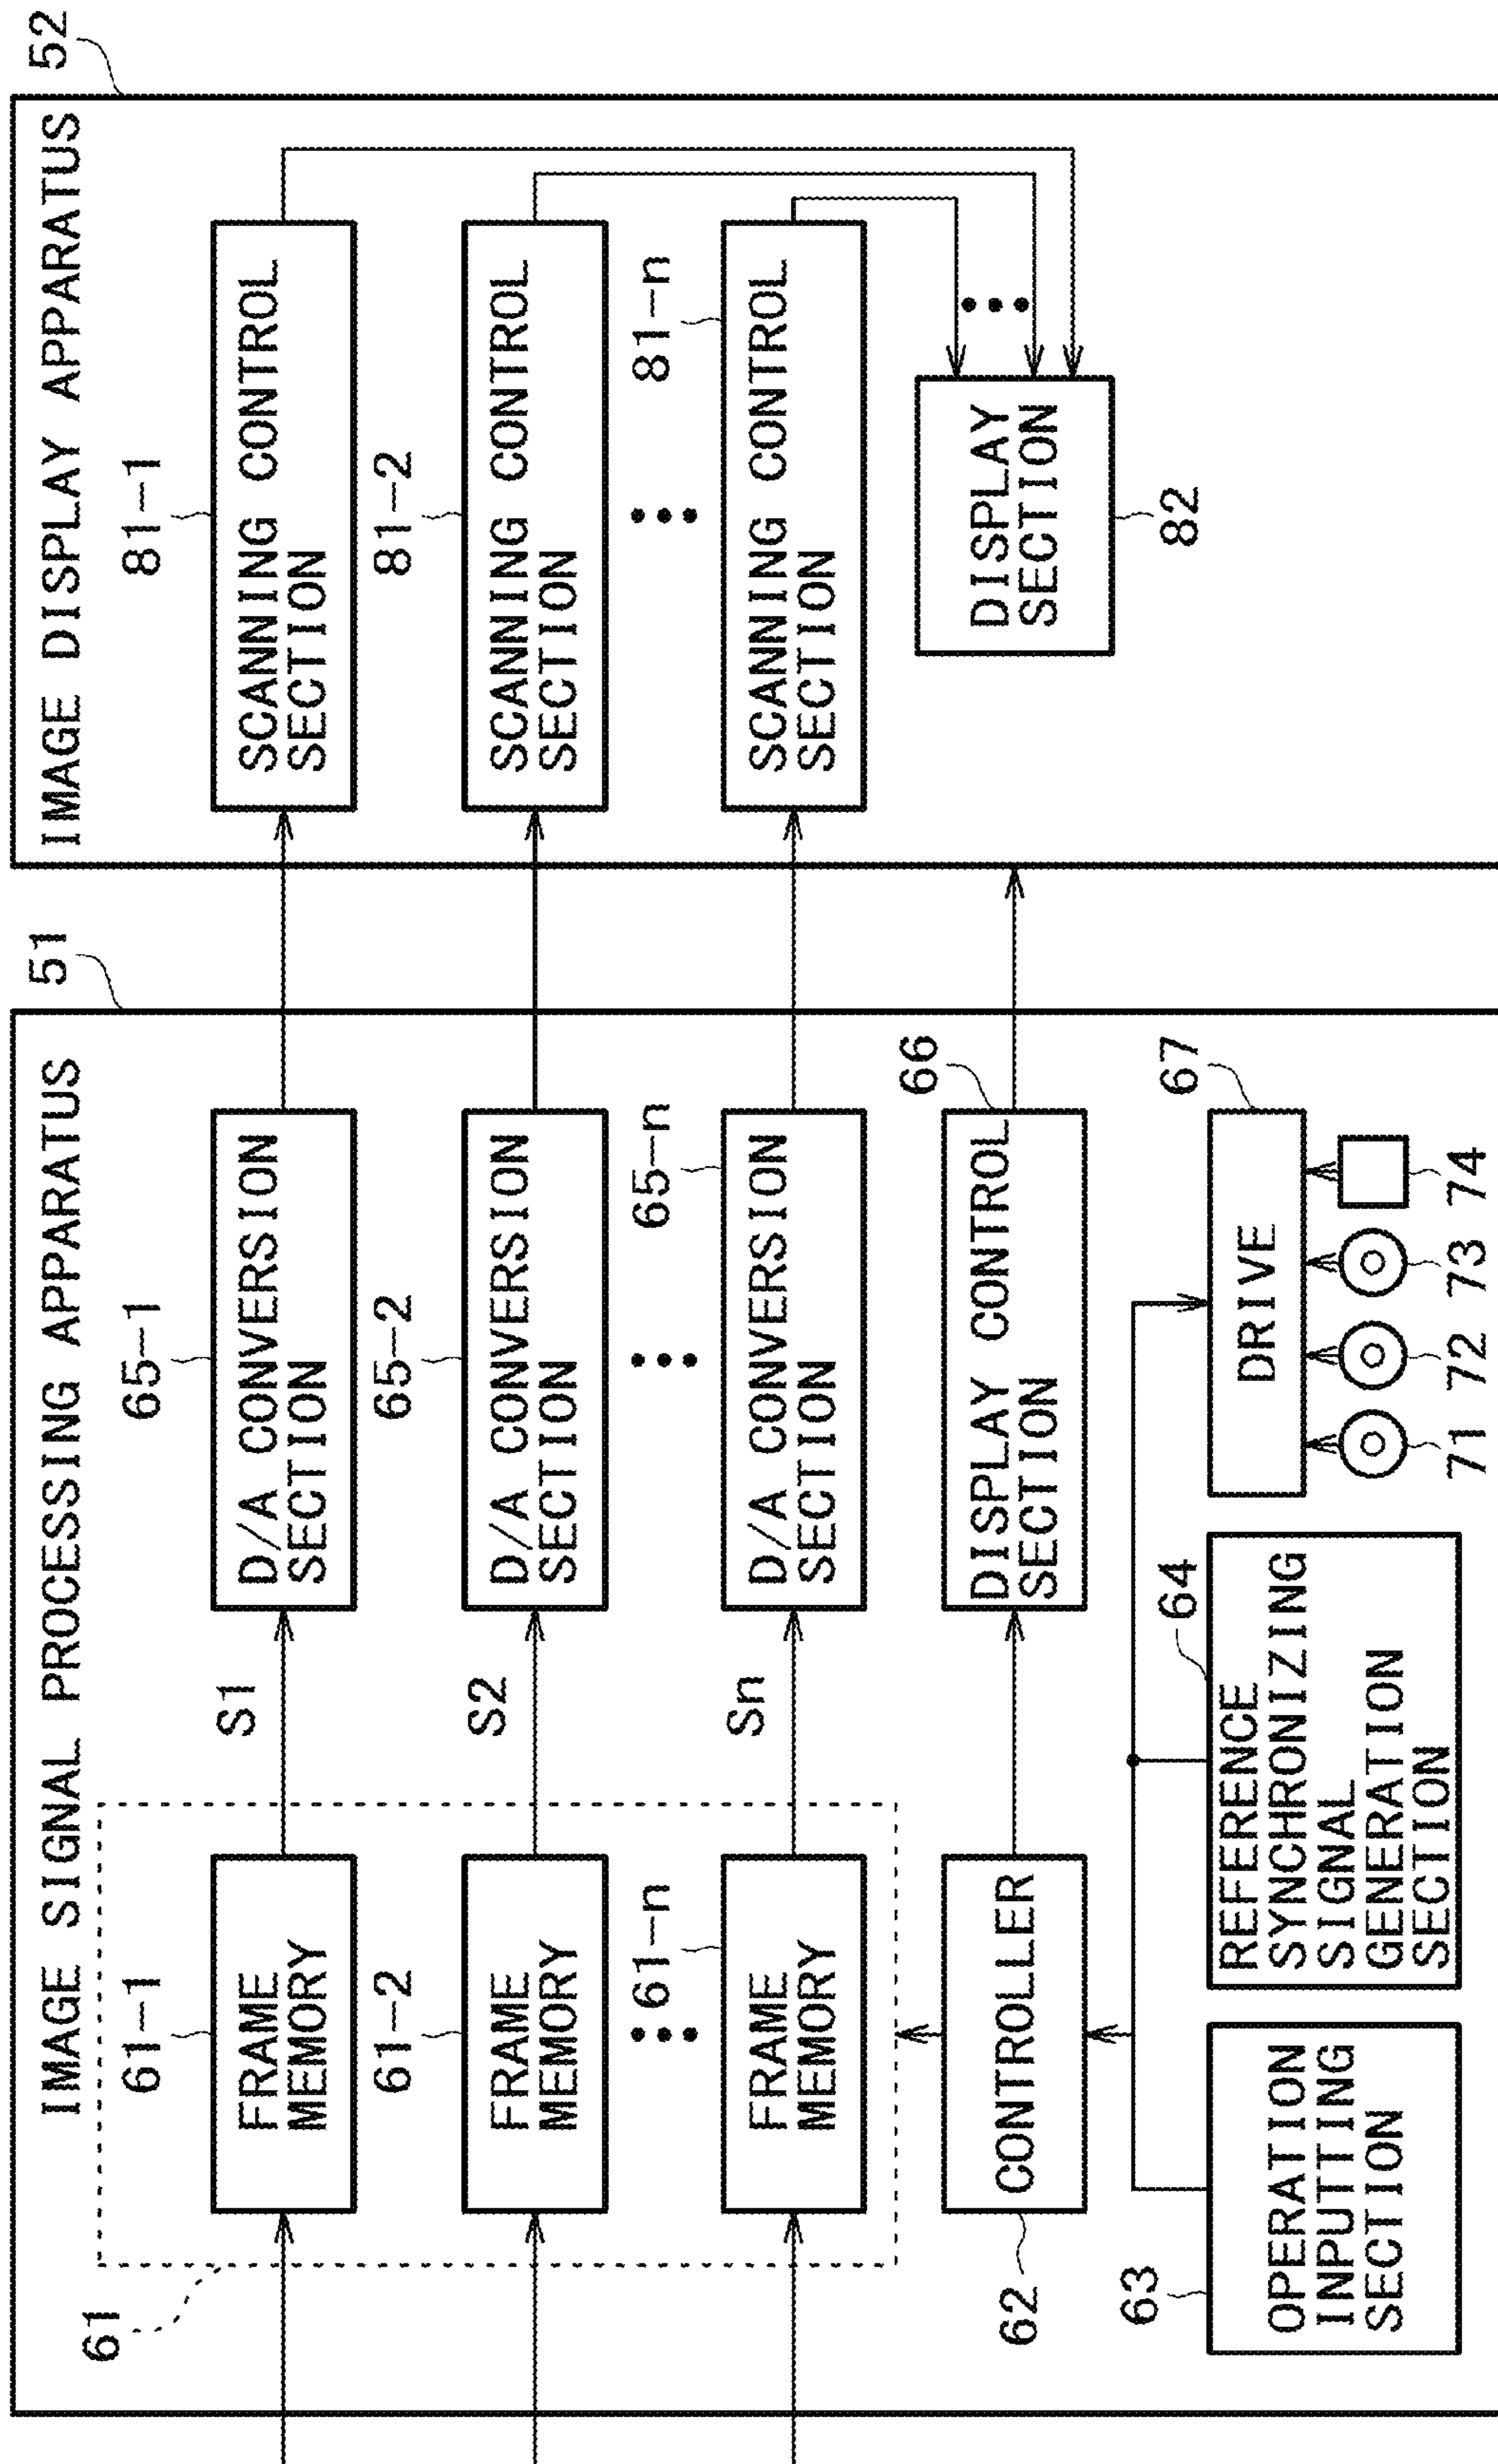 IMAGE SIGNAL PROCESSING APPARATUS
51
61
61-1
FRAME
MEMORY
S1
65-1
D/A CONVERSION
SECTION
61-2
FRAME
MEMORY
S2
65-2
D/A CONVERSION
SECTION
61-n
FRAME
MEMORY
Sn
65-n
D/A CONVERSION
SECTION
62
CONTROLLER
66
DISPLAY CONTROL
SECTION
63
OPERATION
INPUTTING
SECTION
64
REFERENCE
SYNCHRONIZING
SIGNAL
GENERATION
SECTION
67
DRIVE
71
72
73
74
IMAGE DISPLAY APPARATUS
52
81-1
SCANNING CONTROL
SECTION
81-2
SCANNING CONTROL
SECTION
81-n
SCANNING CONTROL
SECTION
DISPLAY
SECTION
82